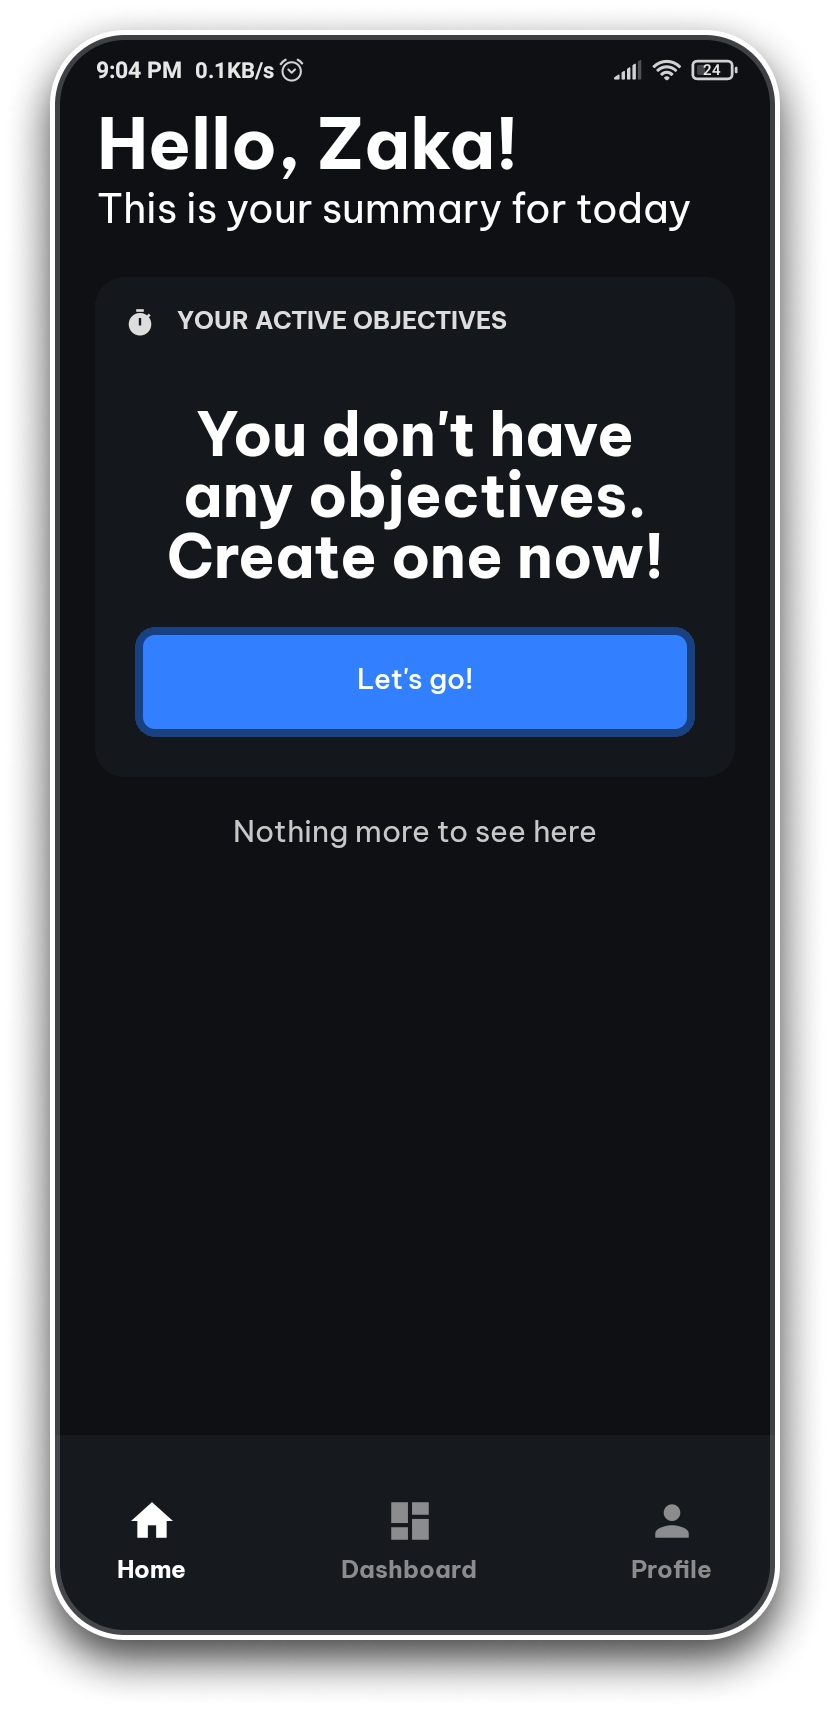 9:04 PM 0.1KB/s 24
Hello, Zaka!
This is your summary for today
YOUR ACTIVE OBJECTIVES
You don't have
any objectives.
Create one now!
Let's go!
Nothing more to see here
Home Dashboard Profile